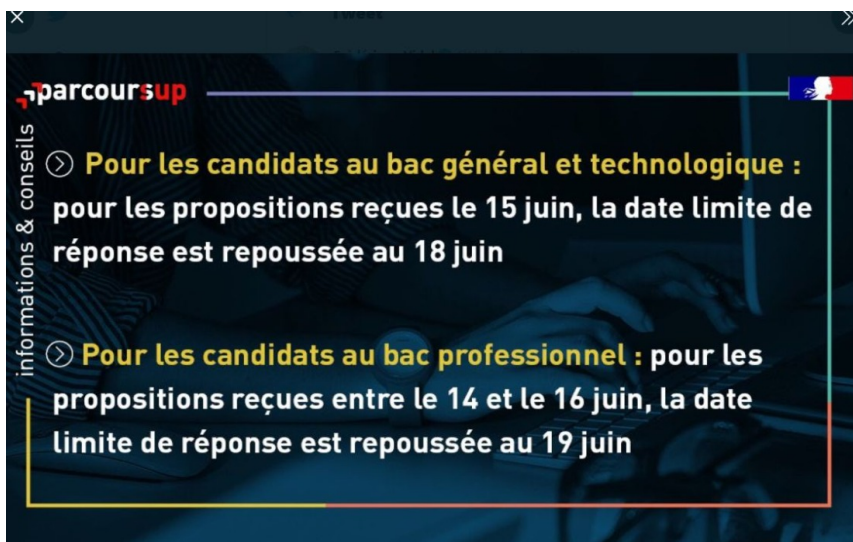 Tweet
parcoursup
informations & conseils
Pour les candidats au bac général et technologique :
pour les propositions reçues le 15 juin, la date limite de
réponse est repoussée au 18 juin
Pour les candidats au bac professionnel : pour les
propositions reçues entre le 14 et le 16 juin, la date
limite de réponse est repoussée au 19 juin